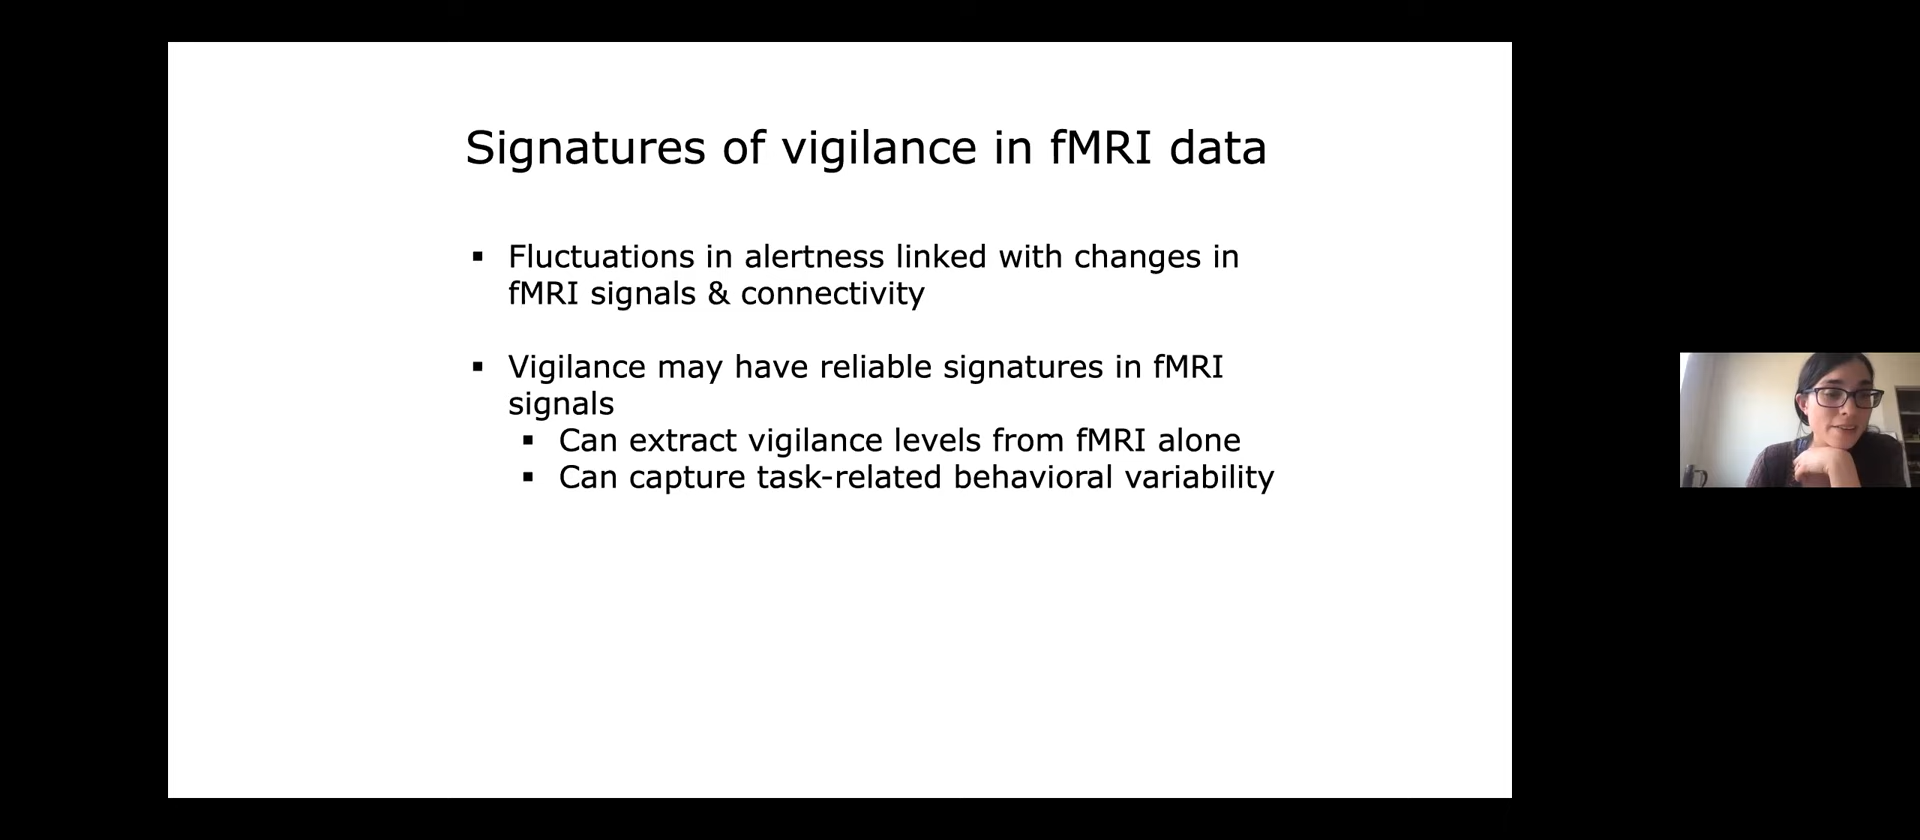 Signatures of vigilance in fMRI data
▪ Fluctuations in alertness linked with changes in
fMRI signals & connectivity
▪ Vigilance may have reliable signatures in fMRI
signals
▪ Can extract vigilance levels from fMRI alone
▪ Can capture task-related behavioral variability